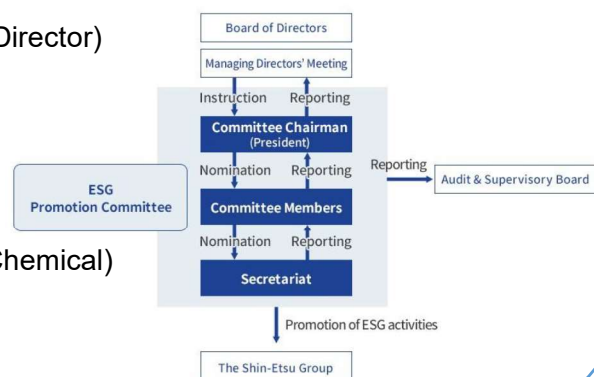 Director)
Board of Directors
Managing Directors' Meeting
Instruction Reporting
Committee Chairman
(President)
Nomination Reporting
Reporting
Audit & Supervisory Board
ESG
Promotion Committee
Committee Members
Nomination Reporting
Chemical)
Secretariat
Promotion of ESG activities
The Shin-Etsu Group